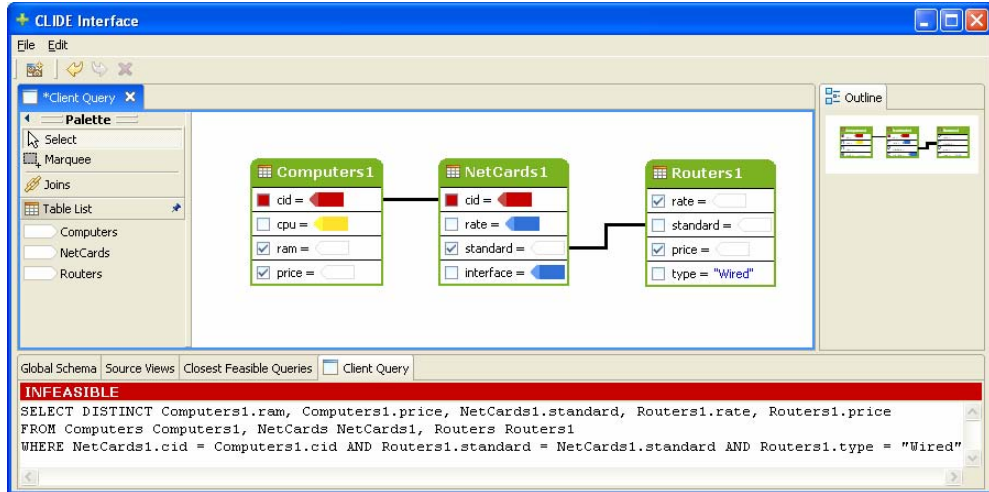 CLIDE Interface
File Edit
*Client Query
Outline
Palette
Select
Marquee
Joins
Table List
Computers
NetCards
Routers
Computers1
cid =
cpu =
ram =
price =
NetCards1
cid =
rate =
standard =
interface =
Routers1
rate =
standard =
price =
type = "Wired"
Global Schema Source Views Closest Feasible Queries Client Query
INFEASIBLE
SELECT DISTINCT Computers1.ram, Computers1.price, NetCards1.standard, Routers1.rate, Routers1.price
FROM Computers Computers1, NetCards NetCards1, Routers Routers1
WHERE NetCards1.cid = Computers1.cid AND Routers1.standard = NetCards1.standard AND Routers1.type = "Wired"